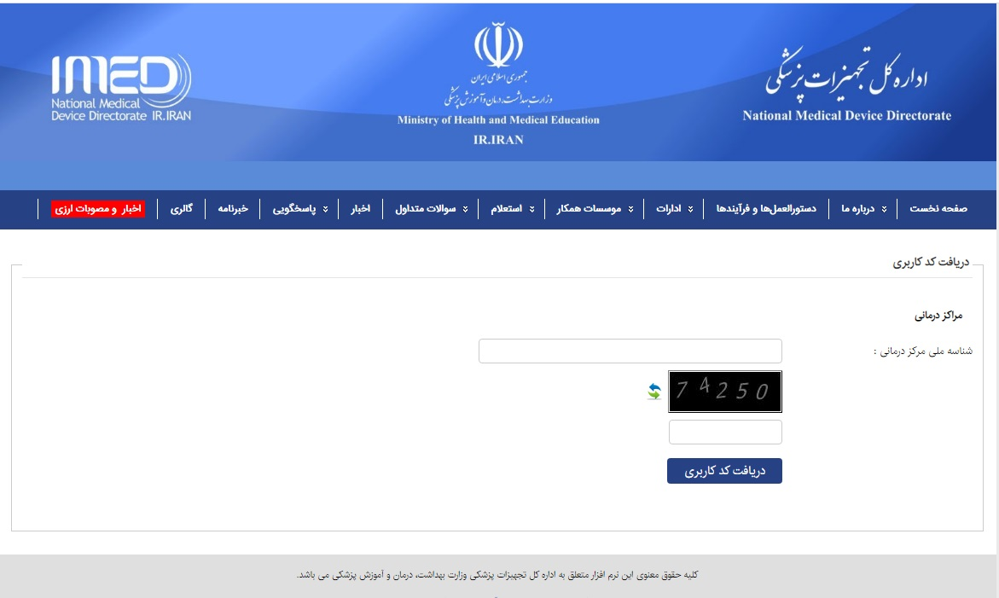 IMED
National Medical
Device Directorate IR.IRAN
جمهوری اسلامی ایران
وزارت بهداشت، درمان و آموزش پزشکی
Ministry of Health and Medical Education
IR.IRAN
اداره کل تجهیزات پزشکی
National Medical Device Directorate
صفحه نخست درباره ما دستورالعمل‌ها و فرآیندها ادارات موسسات همکار استعلام سوالات متداول اخبار پاسخگویی خبرنامه گالری اخبار و مصوبات ارزی
دریافت کد کاربری
مراکز درمانی
شناسه ملی مرکز درمانی :
74250
دریافت کد کاربری
کلیه حقوق معنوی این نرم افزار متعلق به اداره کل تجهیزات پزشکی وزارت بهداشت، درمان و آموزش پزشکی می باشد.